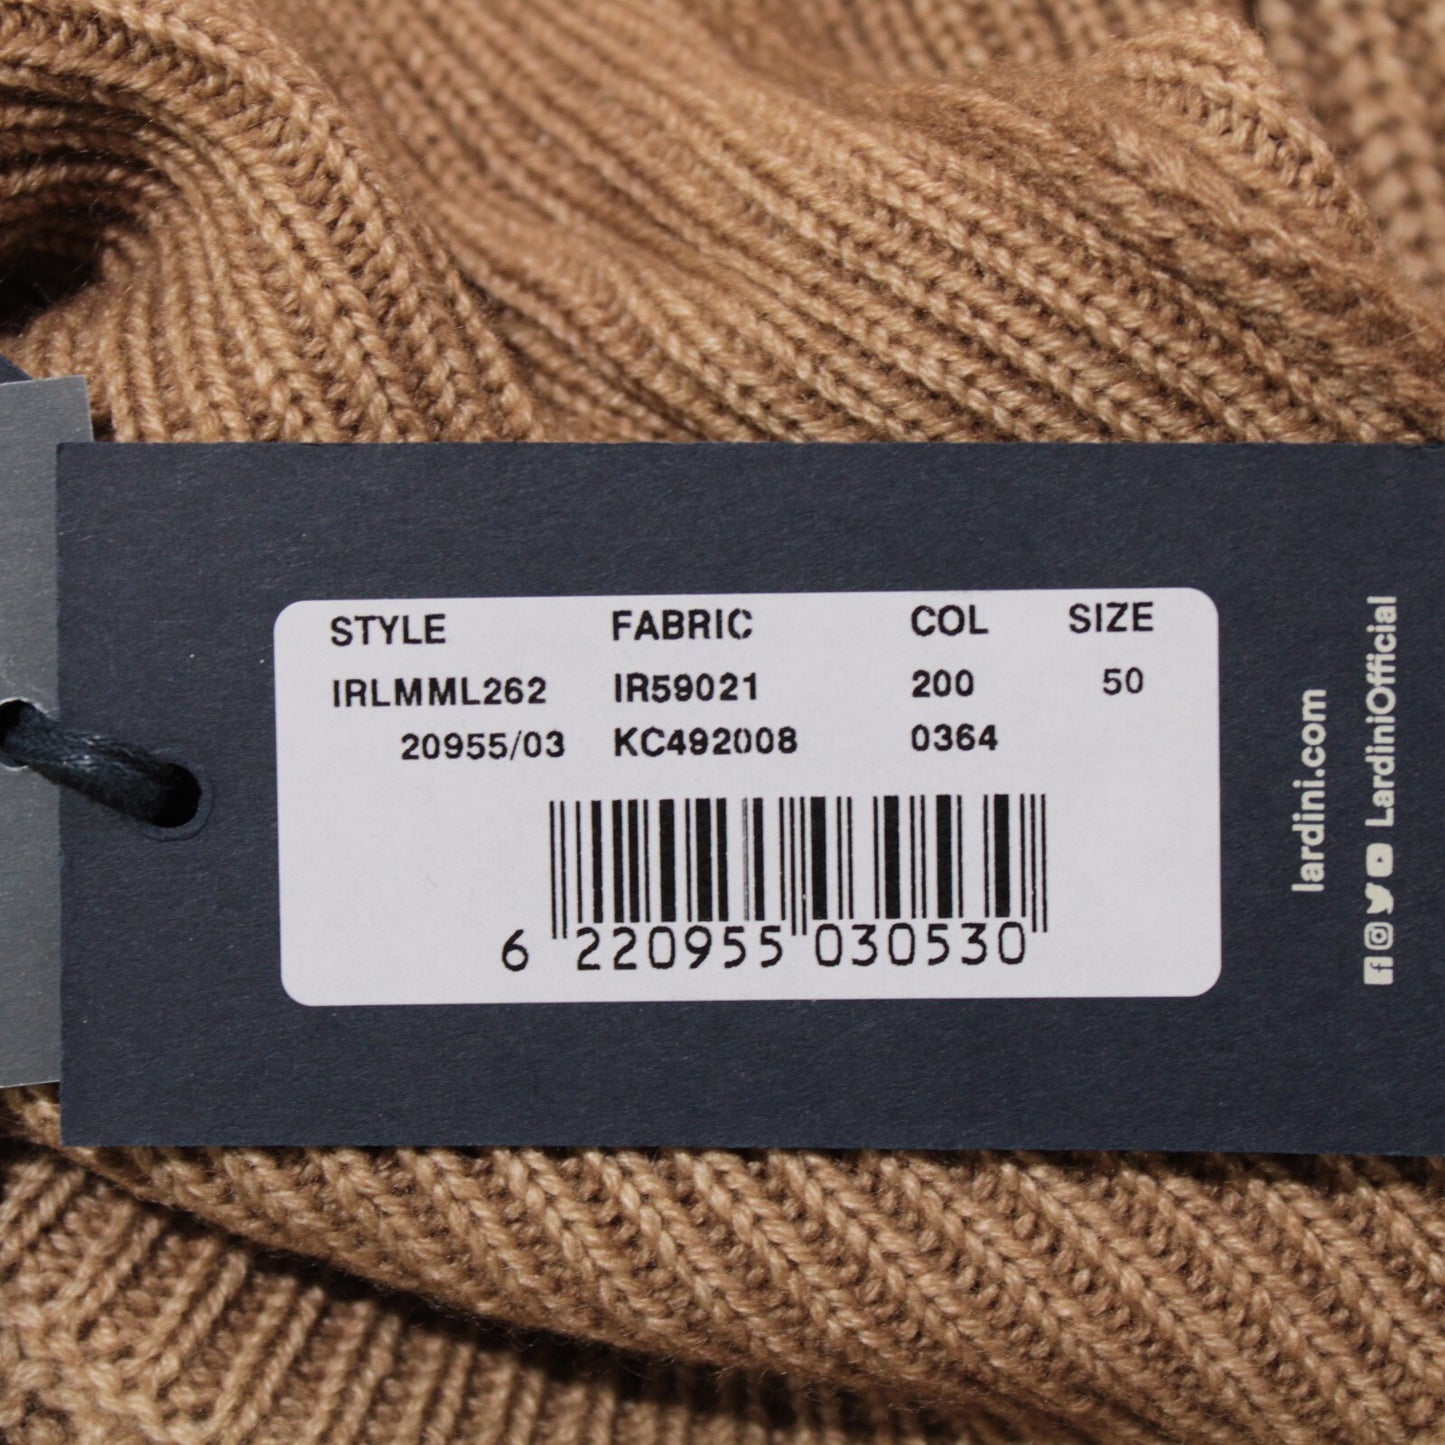 STYLE FABRIC COL SIZE
IRLMML262 IR59021 200 50
20955/03 KC492008 0364
6 220955 030530
lardini.com
LardiniOfficial